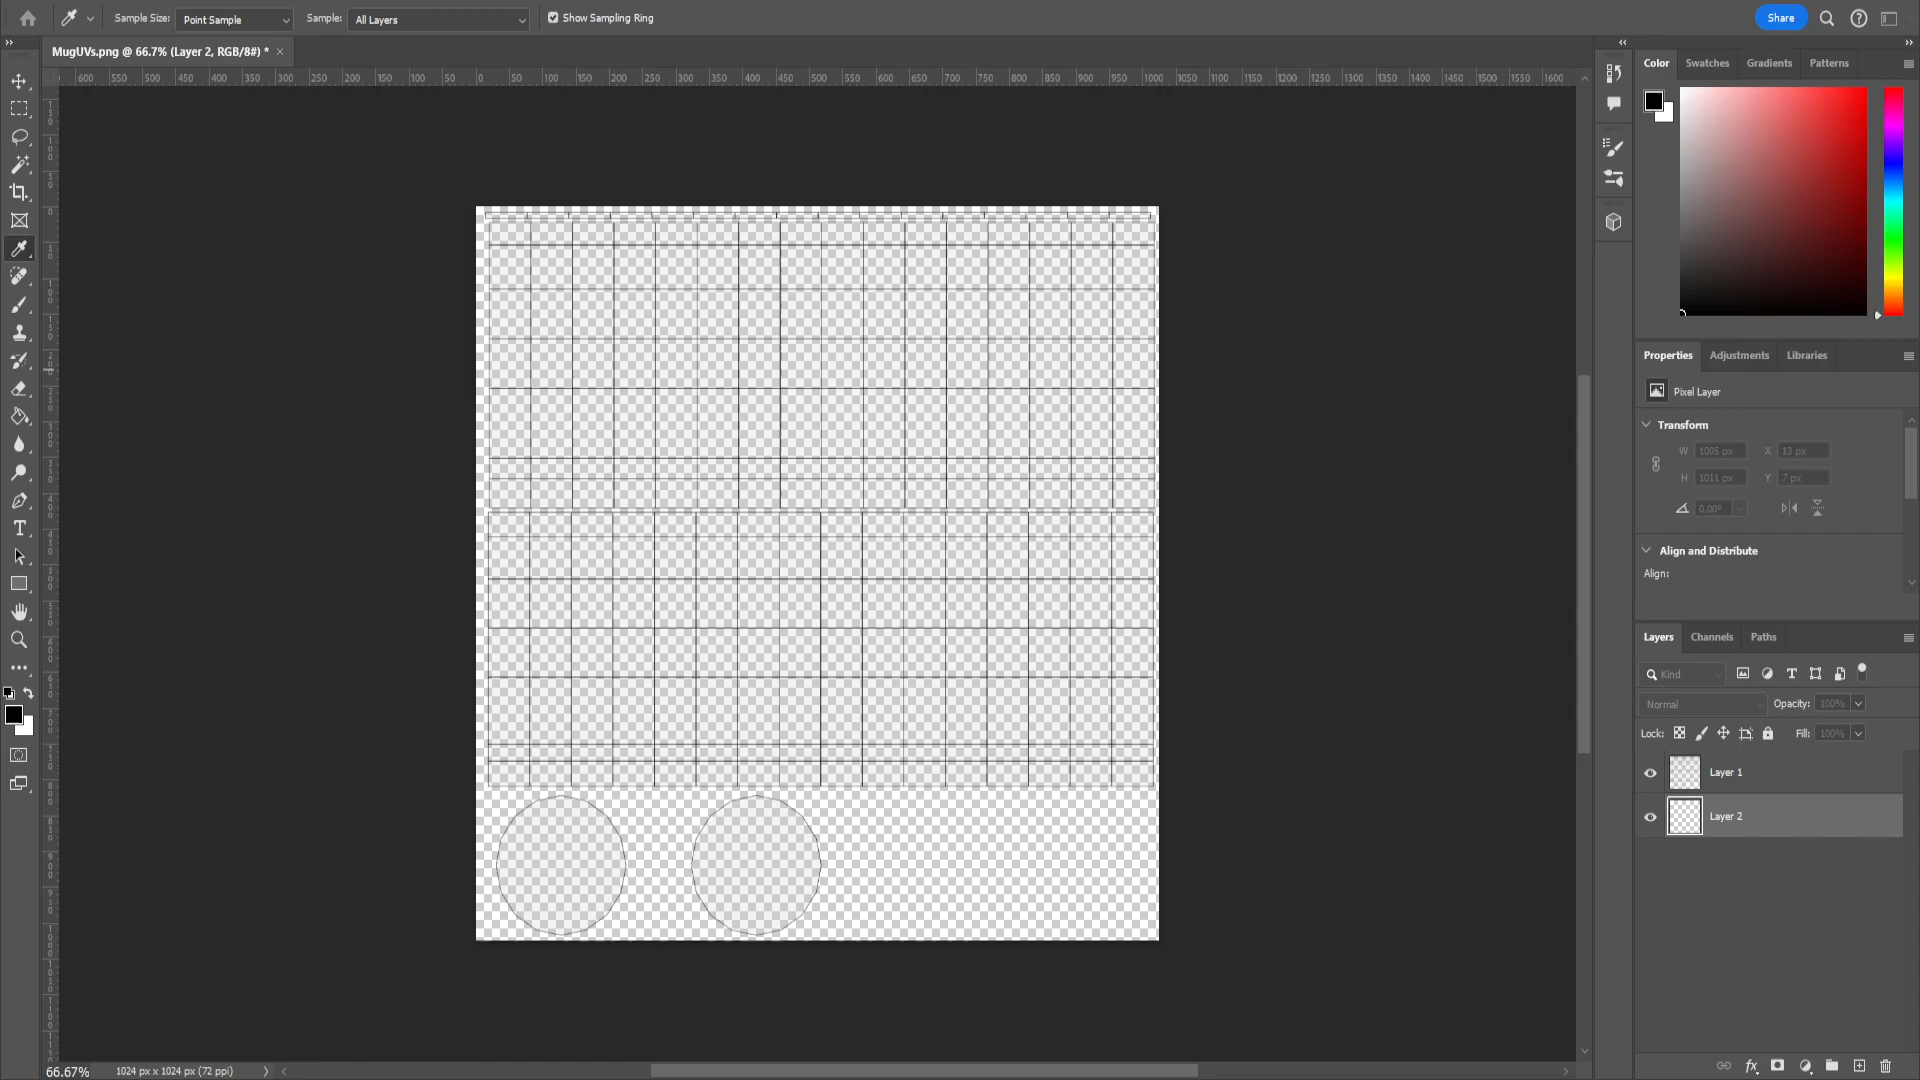 Sample Size: Point Sample Sample: All Layers Show Sampling Ring Share
MugUVs.png @ 66.7% (Layer 2, RGB/8#) * ×
600 550 500 450 400 350 300 250 200 150 100 50 0 50 100 150 200 250 300 350 400 450 500 550 600 650 700 750 800 850 900 950 1000 1050 1100 1150 1200 1250 1300 1350 1400 1450 1500 1550 1600
Color Swatches Gradients Patterns
Properties Adjustments Libraries
Pixel Layer
Transform
W 1005 px X 13 px
H 1011 px Y 7 px
0.00°
Align and Distribute
Align:
Layers Channels Paths
Kind
Normal Opacity: 100%
Lock: Fill: 100%
Layer 1
Layer 2
66.67% 1024 px x 1024 px (72 ppi)